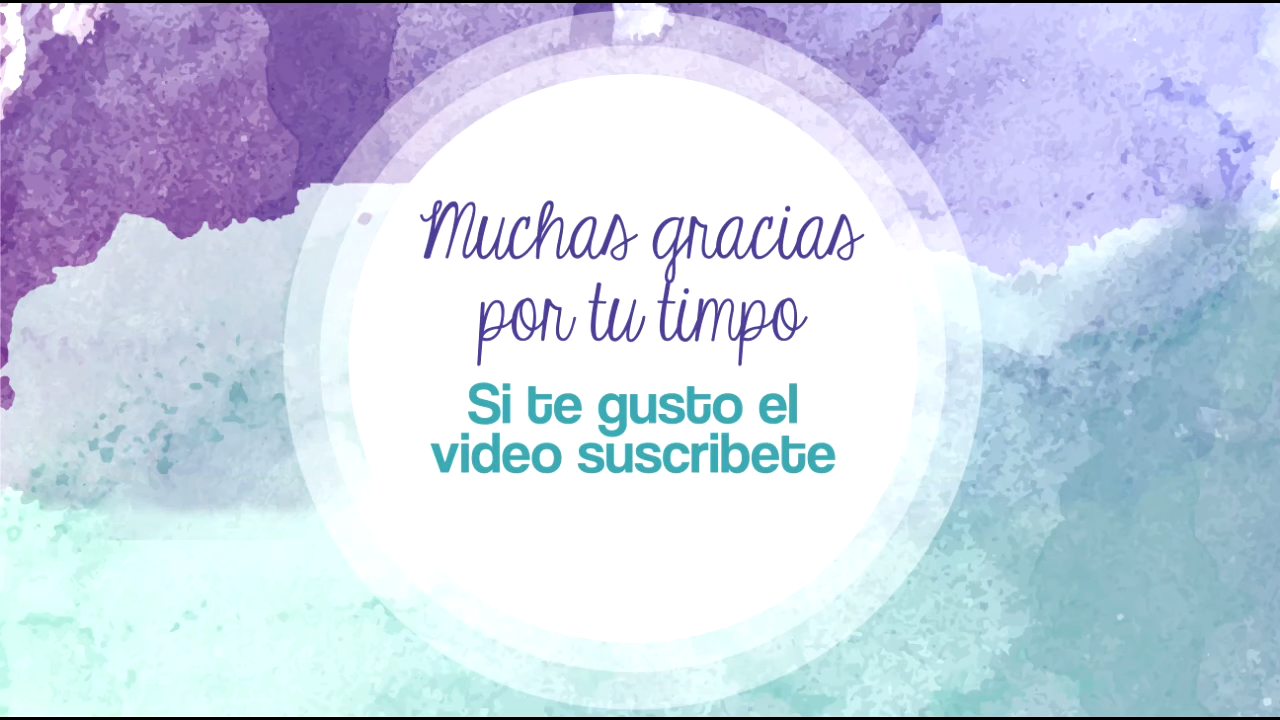 Muchas gracias
por tu timpo
Si te gusto el
video suscribete